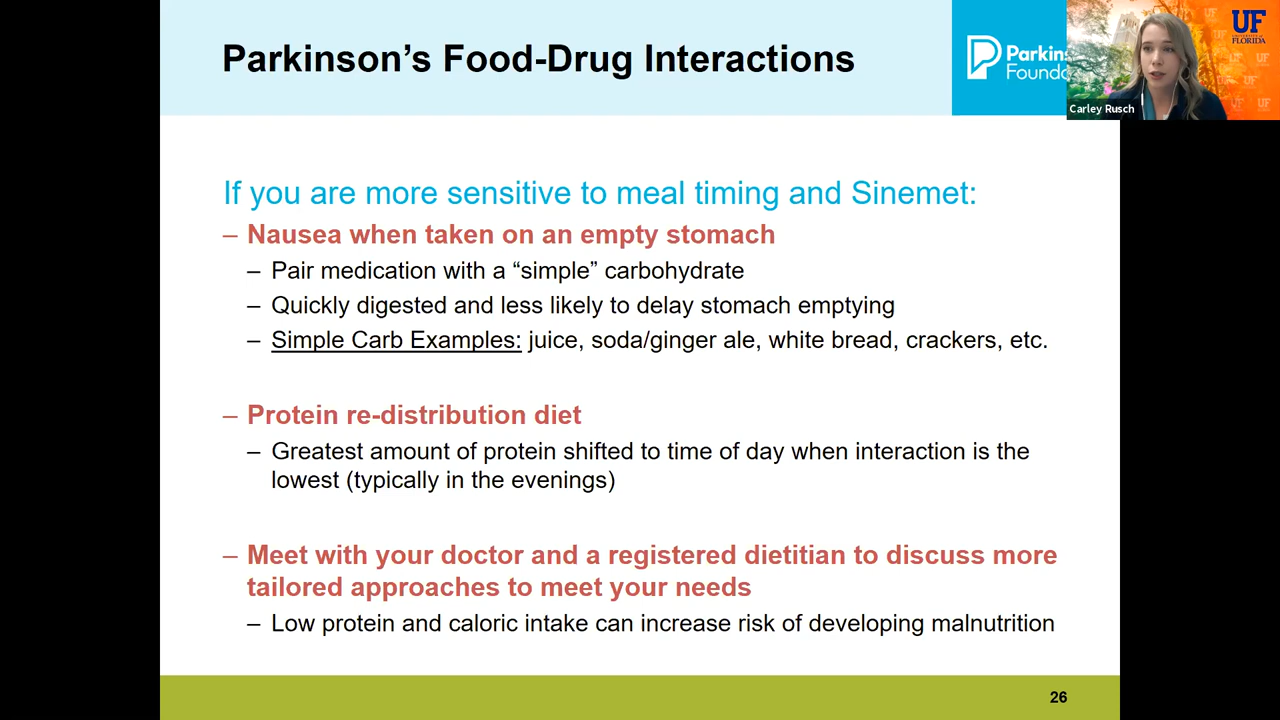 Parkinson's Food-Drug Interactions
Parkins
Founda
UF
UNIVERSITY of
FLORIDA
Carley Rusch
If you are more sensitive to meal timing and Sinemet:
– Nausea when taken on an empty stomach
– Pair medication with a “simple” carbohydrate
– Quickly digested and less likely to delay stomach emptying
– Simple Carb Examples: juice, soda/ginger ale, white bread, crackers, etc.
– Protein re-distribution diet
– Greatest amount of protein shifted to time of day when interaction is the
lowest (typically in the evenings)
– Meet with your doctor and a registered dietitian to discuss more
tailored approaches to meet your needs
– Low protein and caloric intake can increase risk of developing malnutrition
26